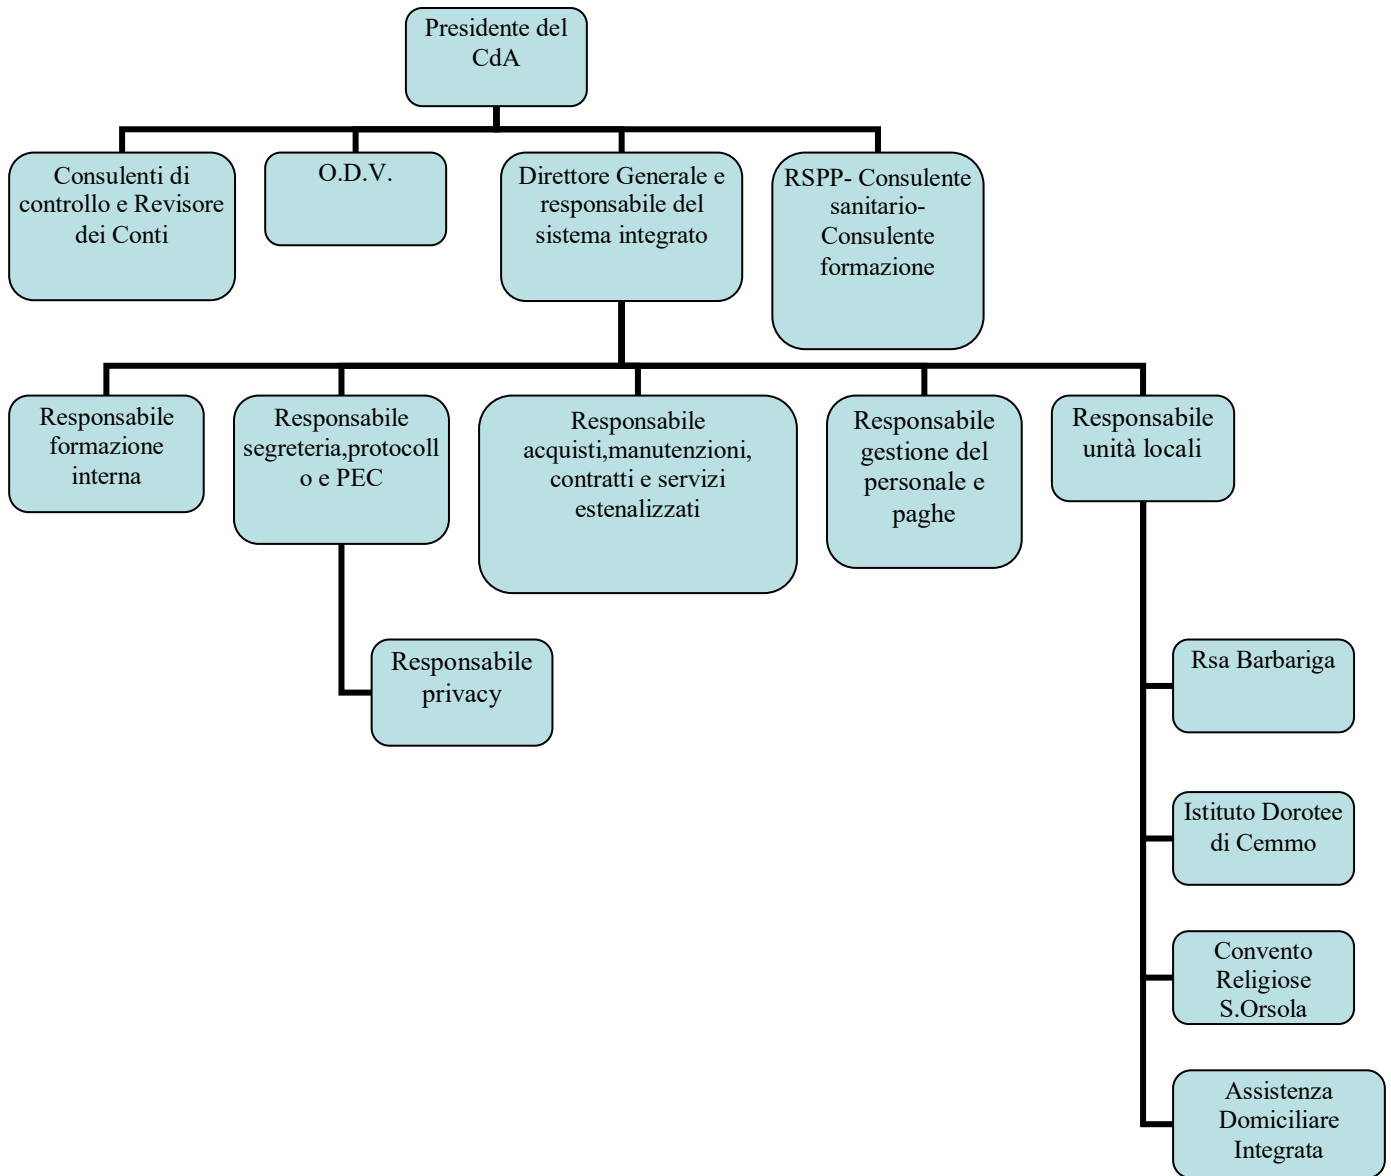 Presidente del
CdA
Consulenti di
controllo e Revisore
dei Conti
O.D.V.
Direttore Generale e
responsabile del
sistema integrato
RSPP- Consulente
sanitario-
Consulente
formazione
Responsabile
formazione
interna
Responsabile
segreteria,protocoll
o e PEC
Responsabile
acquisti,manutenzioni,
contratti e servizi
estenalizzati
Responsabile
gestione del
personale e
paghe
Responsabile
unità locali
Responsabile
privacy
Rsa Barbariga
Istituto Dorotee
di Cemmo
Convento
Religiose
S.Orsola
Assistenza
Domiciliare
Integrata